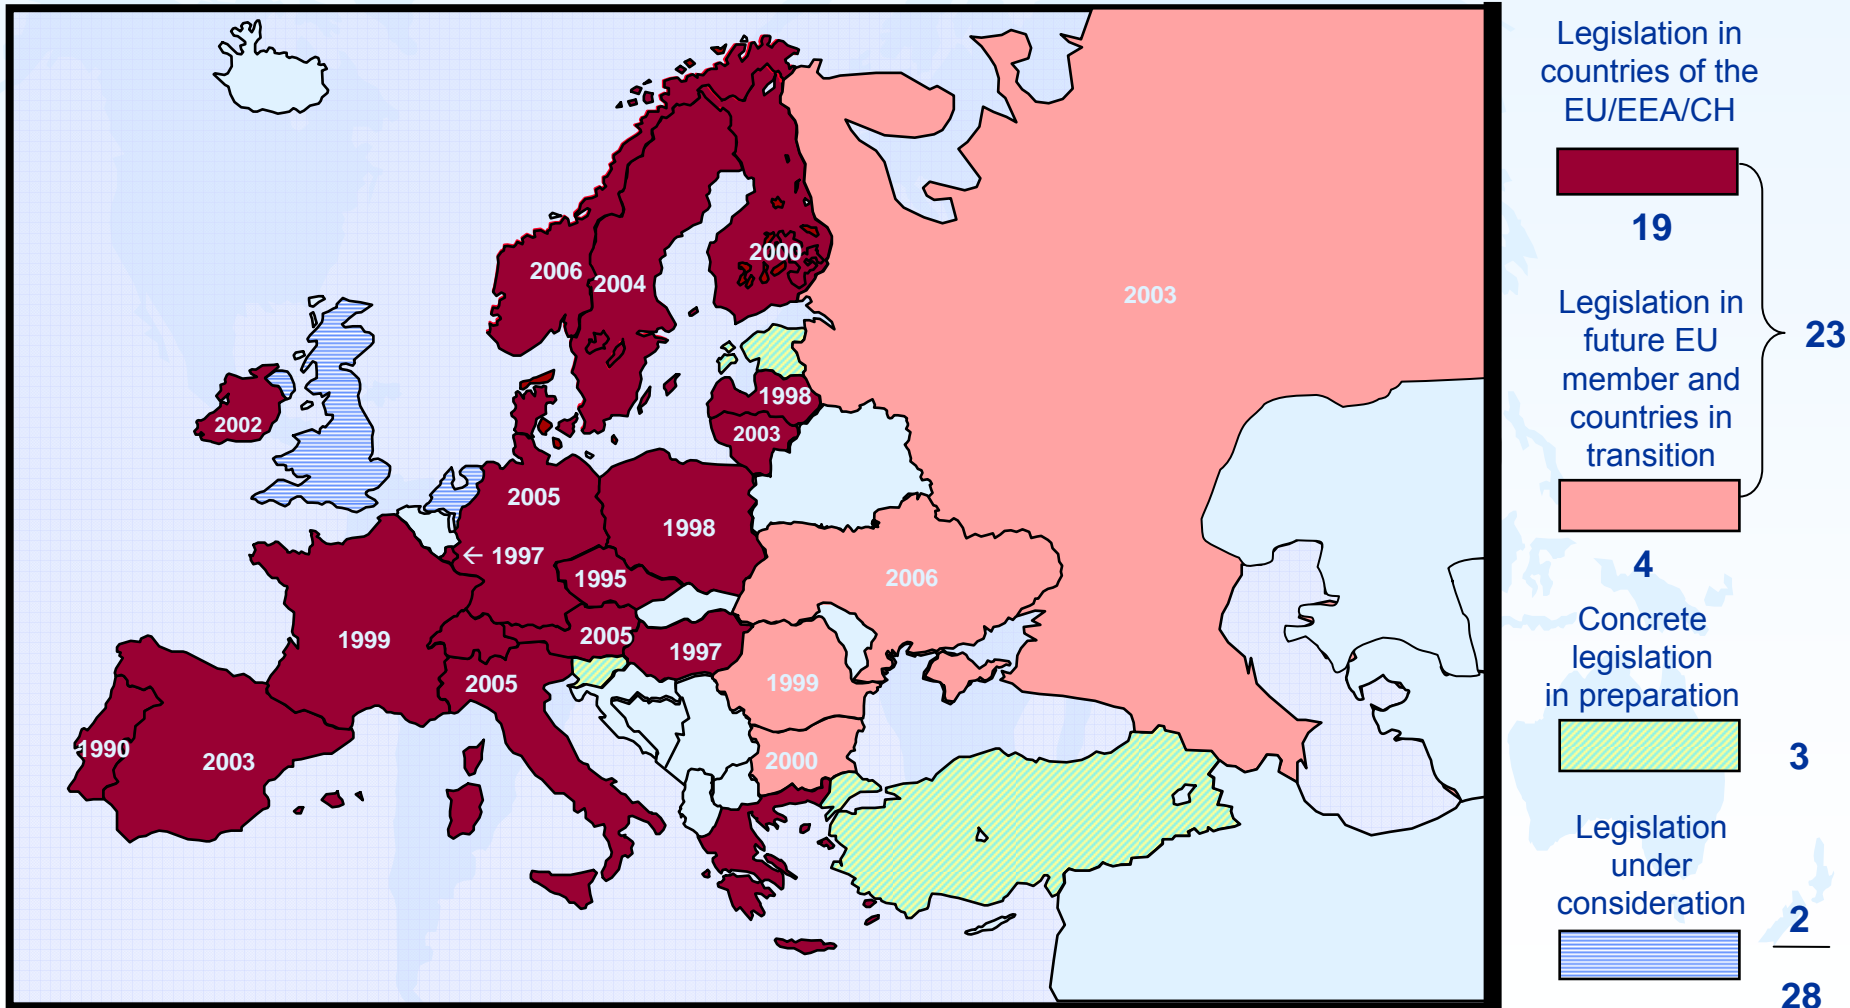 Legislation in
countries of the
EU/EEA/CH
19
Legislation in
future EU
member and
countries in
transition
23
4
Concrete
legislation
in preparation
3
Legislation
under
consideration
2
28
2000
2006
2004
2003
1998
2002
2003
2005
1998
← 1997
1995
2006
2005
1999
1997
2005
1999
1990
2003
2000